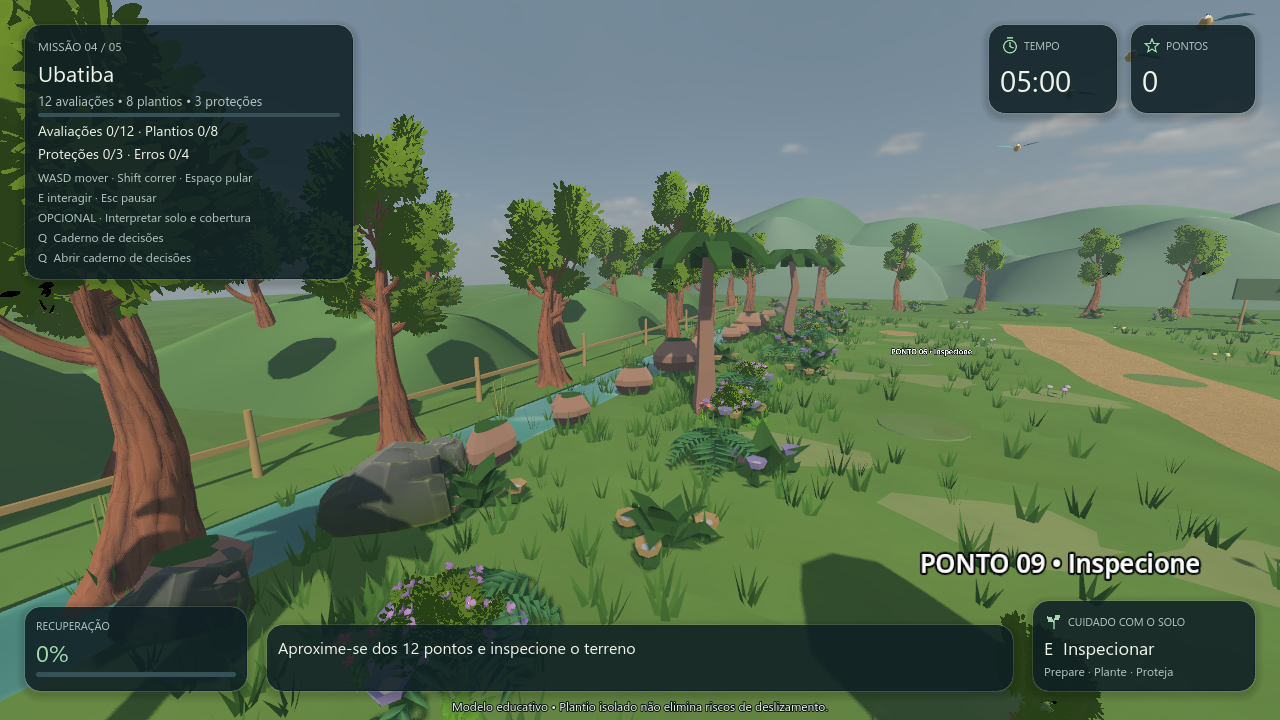 MISSÃO 04 / 05
Ubatiba
12 avaliações • 8 plantios • 3 proteções
Avaliações 0/12 · Plantios 0/8
Proteções 0/3 · Erros 0/4
WASD mover · Shift correr · Espaço pular
E interagir · Esc pausar
OPCIONAL · Interpretar solo e cobertura
Q Caderno de decisões
Q Abrir caderno de decisões
TEMPO
05:00
PONTOS
0
PONTO 06 • Inspecione
PONTO 09 • Inspecione
RECUPERAÇÃO
0%
Aproxime-se dos 12 pontos e inspecione o terreno
CUIDADO COM O SOLO
E Inspecionar
Prepare · Plante · Proteja
Modelo educativo • Plantio isolado não elimina riscos de deslizamento.